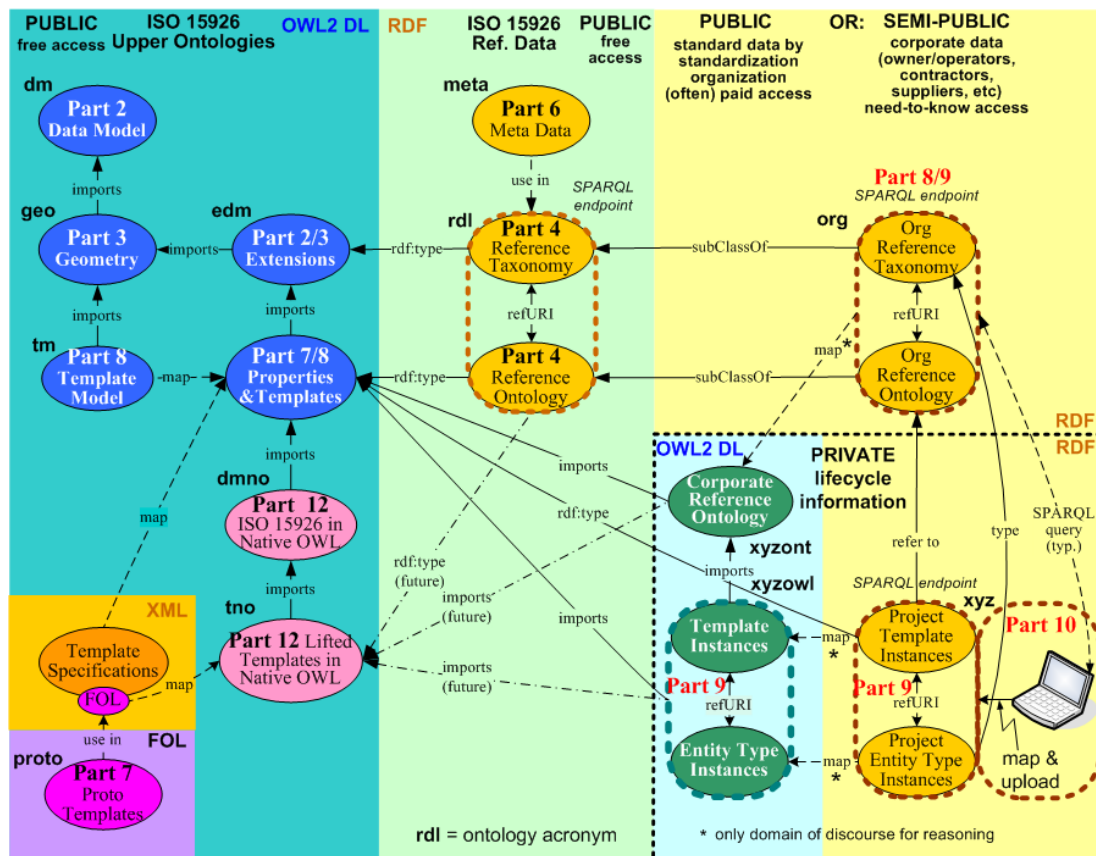 PUBLIC
free access
ISO 15926
Upper Ontologies
OWL2 DL
RDF
ISO 15926
Ref. Data
PUBLIC
free
access
PUBLIC
standard data by
standardization
organization
(often) paid access
OR:
SEMI-PUBLIC
corporate data
(owner/operators,
contractors,
suppliers, etc)
need-to-know access
dm
Part 2
Data Model
imports
geo
Part 3
Geometry
imports
edm
Part 2/3
Extensions
imports
tm
Part 8
Template
Model
map
imports
Part 7/8
Properties
&Templates
imports
dmno
Part 12
ISO 15926 in
Native OWL
imports
tno
Part 12 Lifted
Templates in
Native OWL
map
XML
Template
Specifications
FOL
map
use in
FOL
proto
Part 7
Proto
Templates
meta
Part 6
Meta Data
use in
SPARQL
endpoint
rdl
Part 4
Reference
Taxonomy
rdf:type
refURI
Part 4
Reference
Ontology
rdf:type
subClassOf
subClassOf
Part 8/9
SPARQL endpoint
org
Org
Reference
Taxonomy
refURI
Org
Reference
Ontology
map*
RDF
RDF
OWL2 DL
PRIVATE
lifecycle
information
Corporate
Reference
Ontology
xyzont
imports
xyzowl
imports
rdf:type
rdf:type
(future)
imports
(future)
imports
imports
(future)
Template
Instances
Part 9
refURI
Entity Type
Instances
map
*
map
*
refer to
type
SPARQL
query
(typ.)
SPARQL endpoint
xyz
Project
Template
Instances
Part 9
refURI
Project
Entity Type
Instances
Part 10
map &
upload
rdl = ontology acronym
* only domain of discourse for reasoning